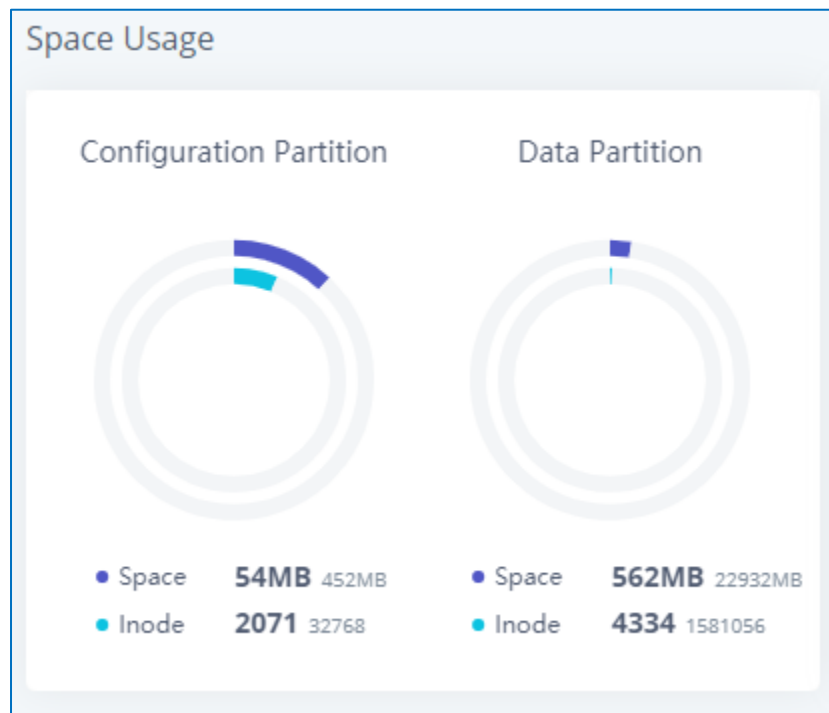 Space Usage
Configuration Partition
Data Partition
Space 54MB 452MB
Inode 2071 32768
Space 562MB 22932MB
Inode 4334 1581056